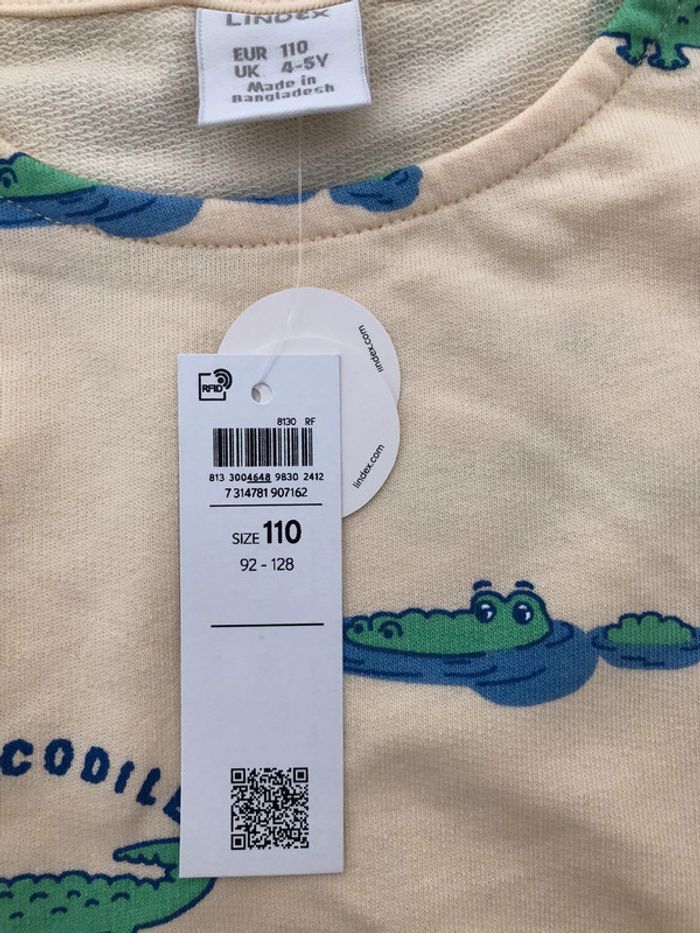 LINDEX
EUR 110
UK 4-5Y
Made in
Bangladesh
lindex.com
lindex.com
RFID
8130 RF
813 3004648 9830 2412
7 314781 907162
SIZE 110
92 - 128
CODIL